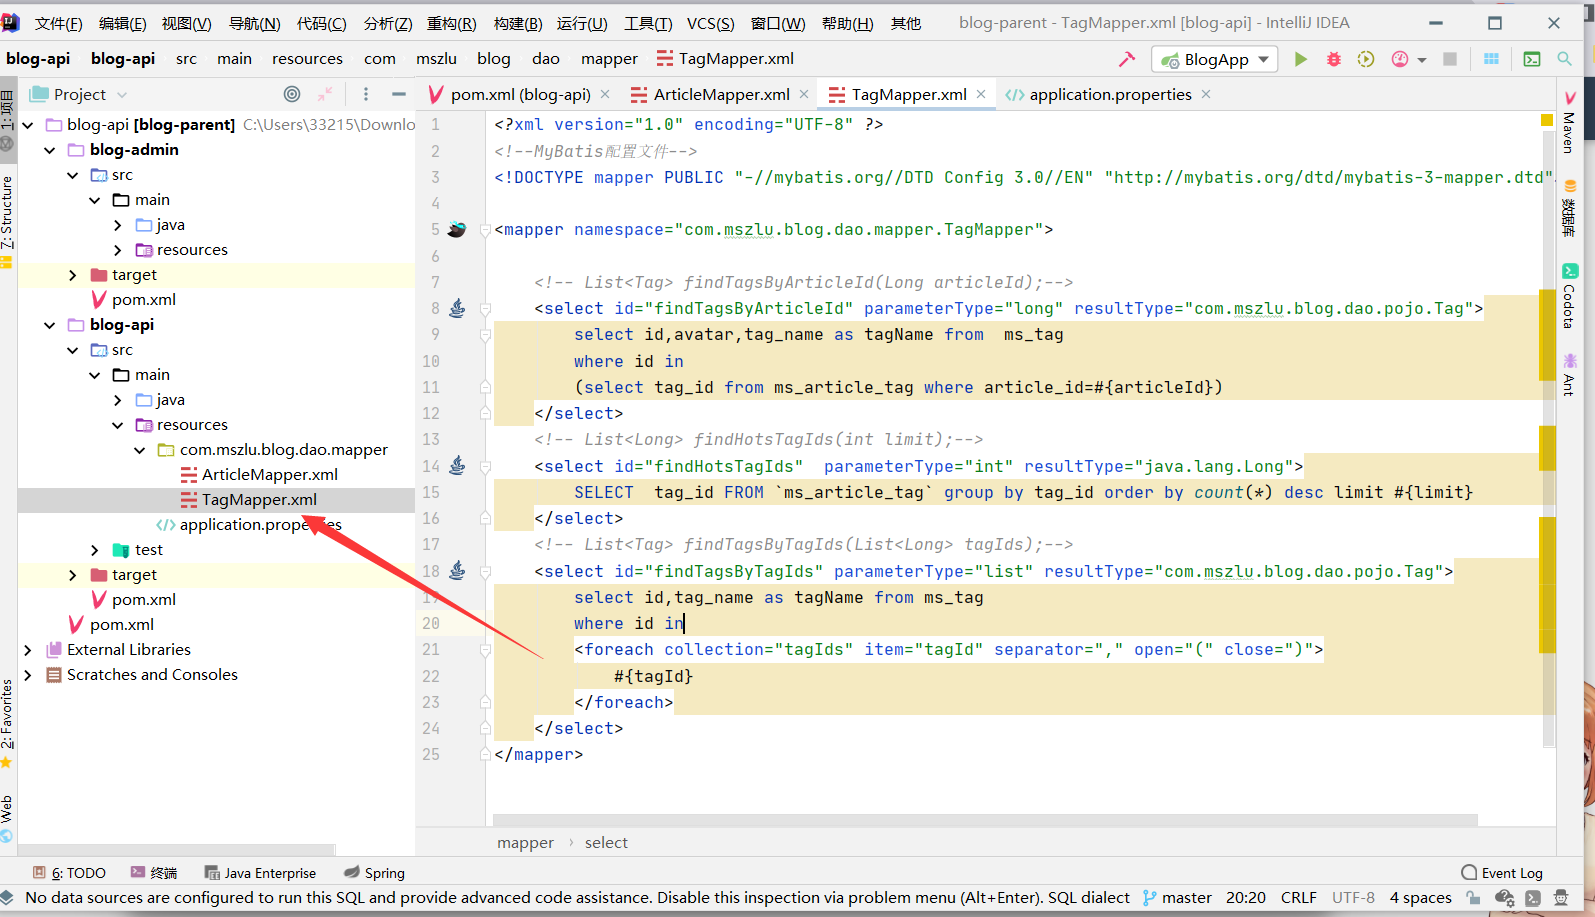 文件(F) 编辑(E) 视图(V) 导航(N) 代码(C) 分析(Z) 重构(R) 构建(B) 运行(U) 工具(T) VCS(S) 窗口(W) 帮助(H) 其他 blog-parent - TagMapper.xml [blog-api] - IntelliJ IDEA
blog-api blog-api src main resources com mszlu blog dao mapper TagMapper.xml BlogApp
Project
pom.xml (blog-api) ArticleMapper.xml TagMapper.xml application.properties
1: 项目
Z: Structure
2: Favorites
Web
blog-api [blog-parent] C:\Users\33215\Downlo
blog-admin
src
main
java
resources
target
pom.xml
blog-api
src
main
java
resources
com.mszlu.blog.dao.mapper
ArticleMapper.xml
TagMapper.xml
application.properties
test
target
pom.xml
pom.xml
External Libraries
Scratches and Consoles
1 <?xml version="1.0" encoding="UTF-8" ?>
2 <!--MyBatis配置文件-->
3 <!DOCTYPE mapper PUBLIC "-//mybatis.org//DTD Config 3.0//EN" "http://mybatis.org/dtd/mybatis-3-mapper.dtd"
4
5 <mapper namespace="com.mszlu.blog.dao.mapper.TagMapper">
6
7 <!-- List<Tag> findTagsByArticleId(Long articleId);-->
8 <select id="findTagsByArticleId" parameterType="long" resultType="com.mszlu.blog.dao.pojo.Tag">
9 select id,avatar,tag_name as tagName from  ms_tag
10 where id in
11 (select tag_id from ms_article_tag where article_id=#{articleId})
12 </select>
13 <!-- List<Long> findHotsTagIds(int limit);-->
14 <select id="findHotsTagIds"  parameterType="int" resultType="java.lang.Long">
15 SELECT  tag_id FROM `ms_article_tag` group by tag_id order by count(*) desc limit #{limit}
16 </select>
17 <!-- List<Tag> findTagsByTagIds(List<Long> tagIds);-->
18 <select id="findTagsByTagIds" parameterType="list" resultType="com.mszlu.blog.dao.pojo.Tag">
19 select id,tag_name as tagName from ms_tag
20 where id in
21 <foreach collection="tagIds" item="tagId" separator="," open="(" close=")">
22 #{tagId}
23 </foreach>
24 </select>
25 </mapper>
Maven
数据库
Codota
Ant
mapper › select
6: TODO 终端 Java Enterprise Spring Event Log
No data sources are configured to run this SQL and provide advanced code assistance. Disable this inspection via problem menu (Alt+Enter). SQL dialect master 20:20 CRLF UTF-8 4 spaces